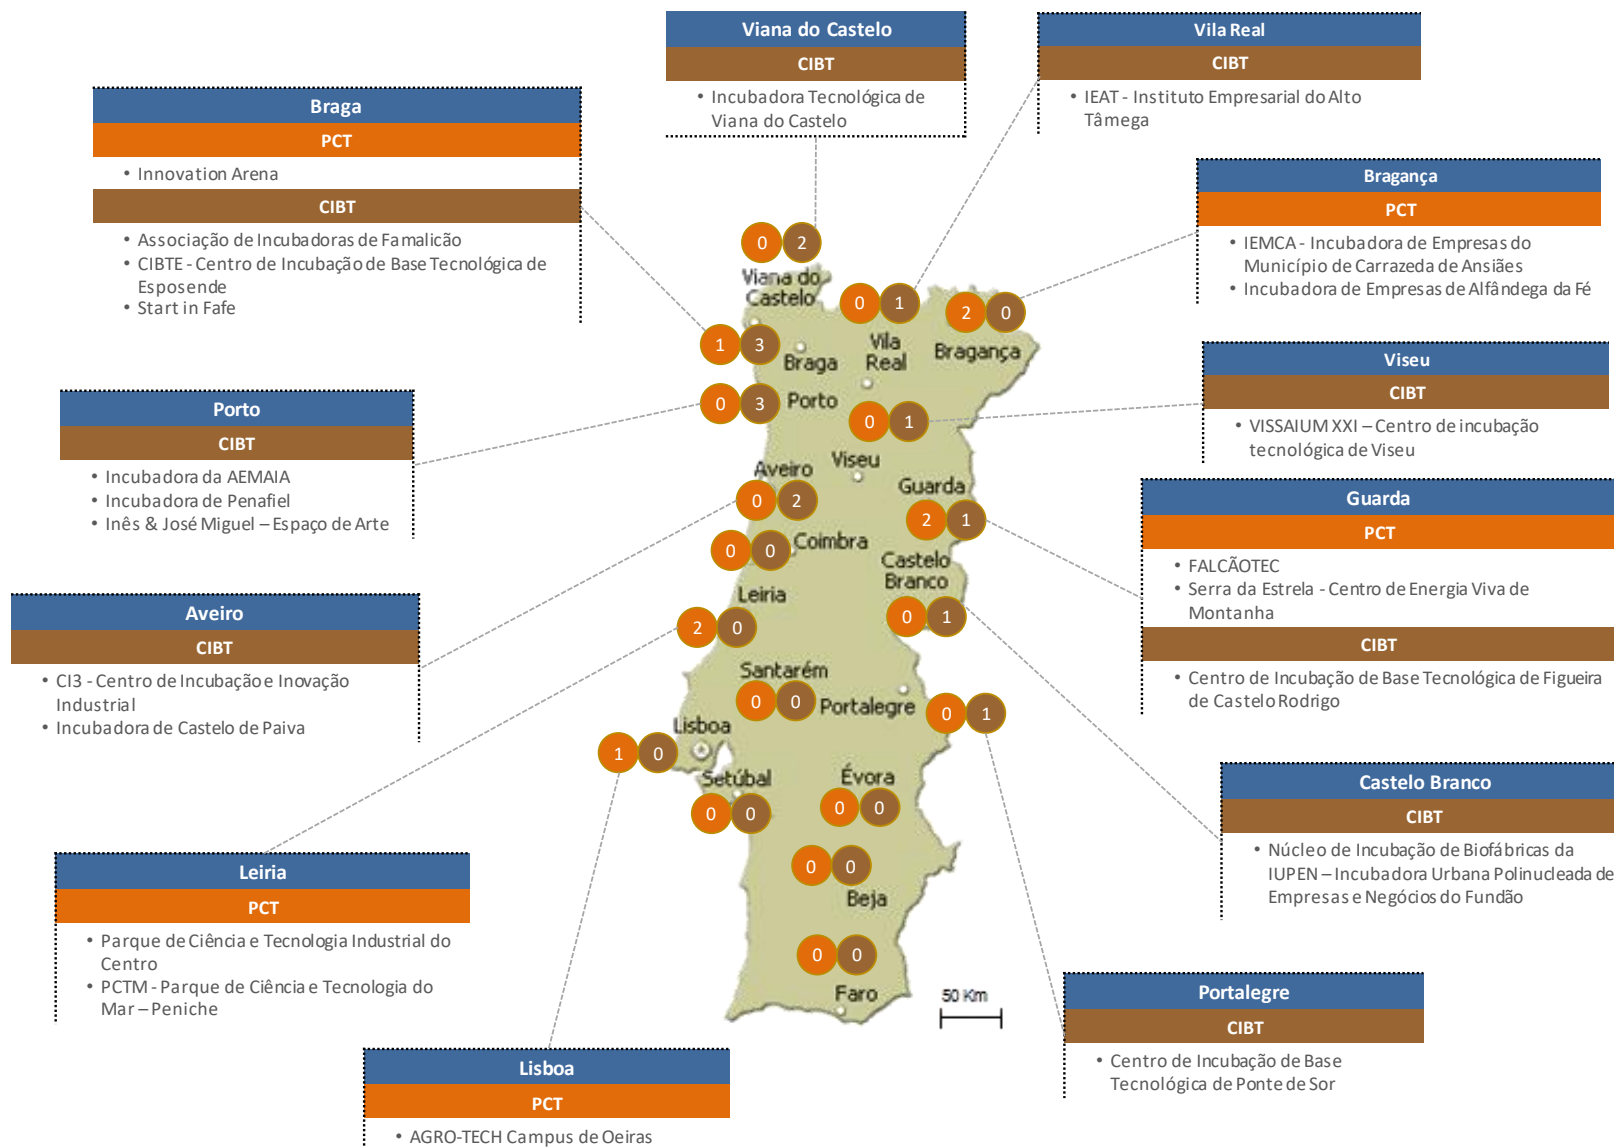 Viana do Castelo
CIBT
• Incubadora Tecnológica de
Viana do Castelo
Vila Real
CIBT
• IEAT - Instituto Empresarial do Alto
Tâmega
Braga
PCT
• Innovation Arena
CIBT
• Associação de Incubadoras de Famalicão
• CIBTE - Centro de Incubação de Base Tecnológica de
Esposende
• Start in Fafe
Bragança
PCT
• IEMCA - Incubadora de Empresas do
Município de Carrazeda de Ansiães
• Incubadora de Empresas de Alfândega da Fé
Porto
CIBT
• Incubadora da AEMAIA
• Incubadora de Penafiel
• Inês & José Miguel – Espaço de Arte
Viseu
CIBT
• VISSAIUM XXI – Centro de incubação
tecnológica de Viseu
Guarda
PCT
• FALCÃOTEC
• Serra da Estrela - Centro de Energia Viva de
Montanha
CIBT
• Centro de Incubação de Base Tecnológica de Figueira
de Castelo Rodrigo
Aveiro
CIBT
• CI3 - Centro de Incubação e Inovação
Industrial
• Incubadora de Castelo de Paiva
Castelo Branco
CIBT
• Núcleo de Incubação de Biofábricas da
IUPEN – Incubadora Urbana Polinucleada de
Empresas e Negócios do Fundão
Leiria
PCT
• Parque de Ciência e Tecnologia Industrial do
Centro
• PCTM - Parque de Ciência e Tecnologia do
Mar – Peniche
Portalegre
CIBT
• Centro de Incubação de Base
Tecnológica de Ponte de Sor
Lisboa
PCT
• AGRO-TECH Campus de Oeiras
0 2
Viana do
Castelo
0 1
Vila
Real
2 0
Bragança
1 3
Braga
0 3
Porto
0 1
Viseu
Aveiro
0 2
Guarda
2 1
0 0
Coimbra
Castelo
Branco
0 1
Leiria
2 0
Santarém
0 0
Portalegre
0 1
Lisboa
1 0
Setúbal
0 0
Évora
0 0
0 0
Beja
0 0
Faro
50 Km